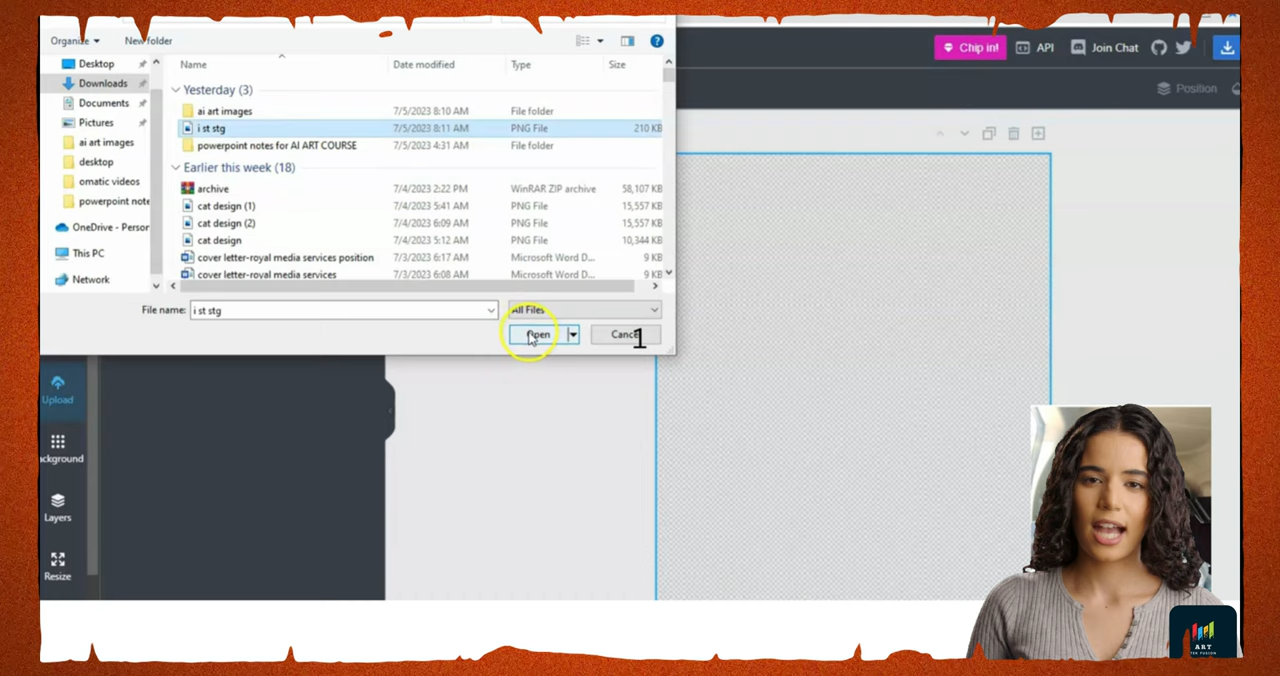 Organize
New folder
Chip in!
API
Join Chat
Desktop
Name
Date modified
Type
Size
Downloads
Yesterday (3)
Position
Documents
ai art images
7/5/2023 8:10 AM
File folder
Pictures
i st stg
7/5/2023 8:11 AM
PNG File
210 KB
ai art images
powerpoint notes for AI ART COURSE
7/5/2023 4:31 AM
File folder
desktop
Earlier this week (18)
omatic videos
archive
7/4/2023 2:22 PM
WinRAR ZIP archive
58,107 KB
powerpoint note
cat design (1)
7/4/2023 5:41 AM
PNG File
15,557 KB
OneDrive - Person
cat design (2)
7/4/2023 6:09 AM
PNG File
15,557 KB
This PC
cat design
7/4/2023 5:12 AM
PNG File
10,344 KB
cover letter-royal media services position
7/3/2023 6:17 AM
Microsoft Word D...
9 KB
Network
cover letter-royal media services
7/3/2023 6:08 AM
Microsoft Word D...
9 KB
File name:
i st stg
All Files
Open
Cancel
1
Upload
ckground
Layers
Resize
ART